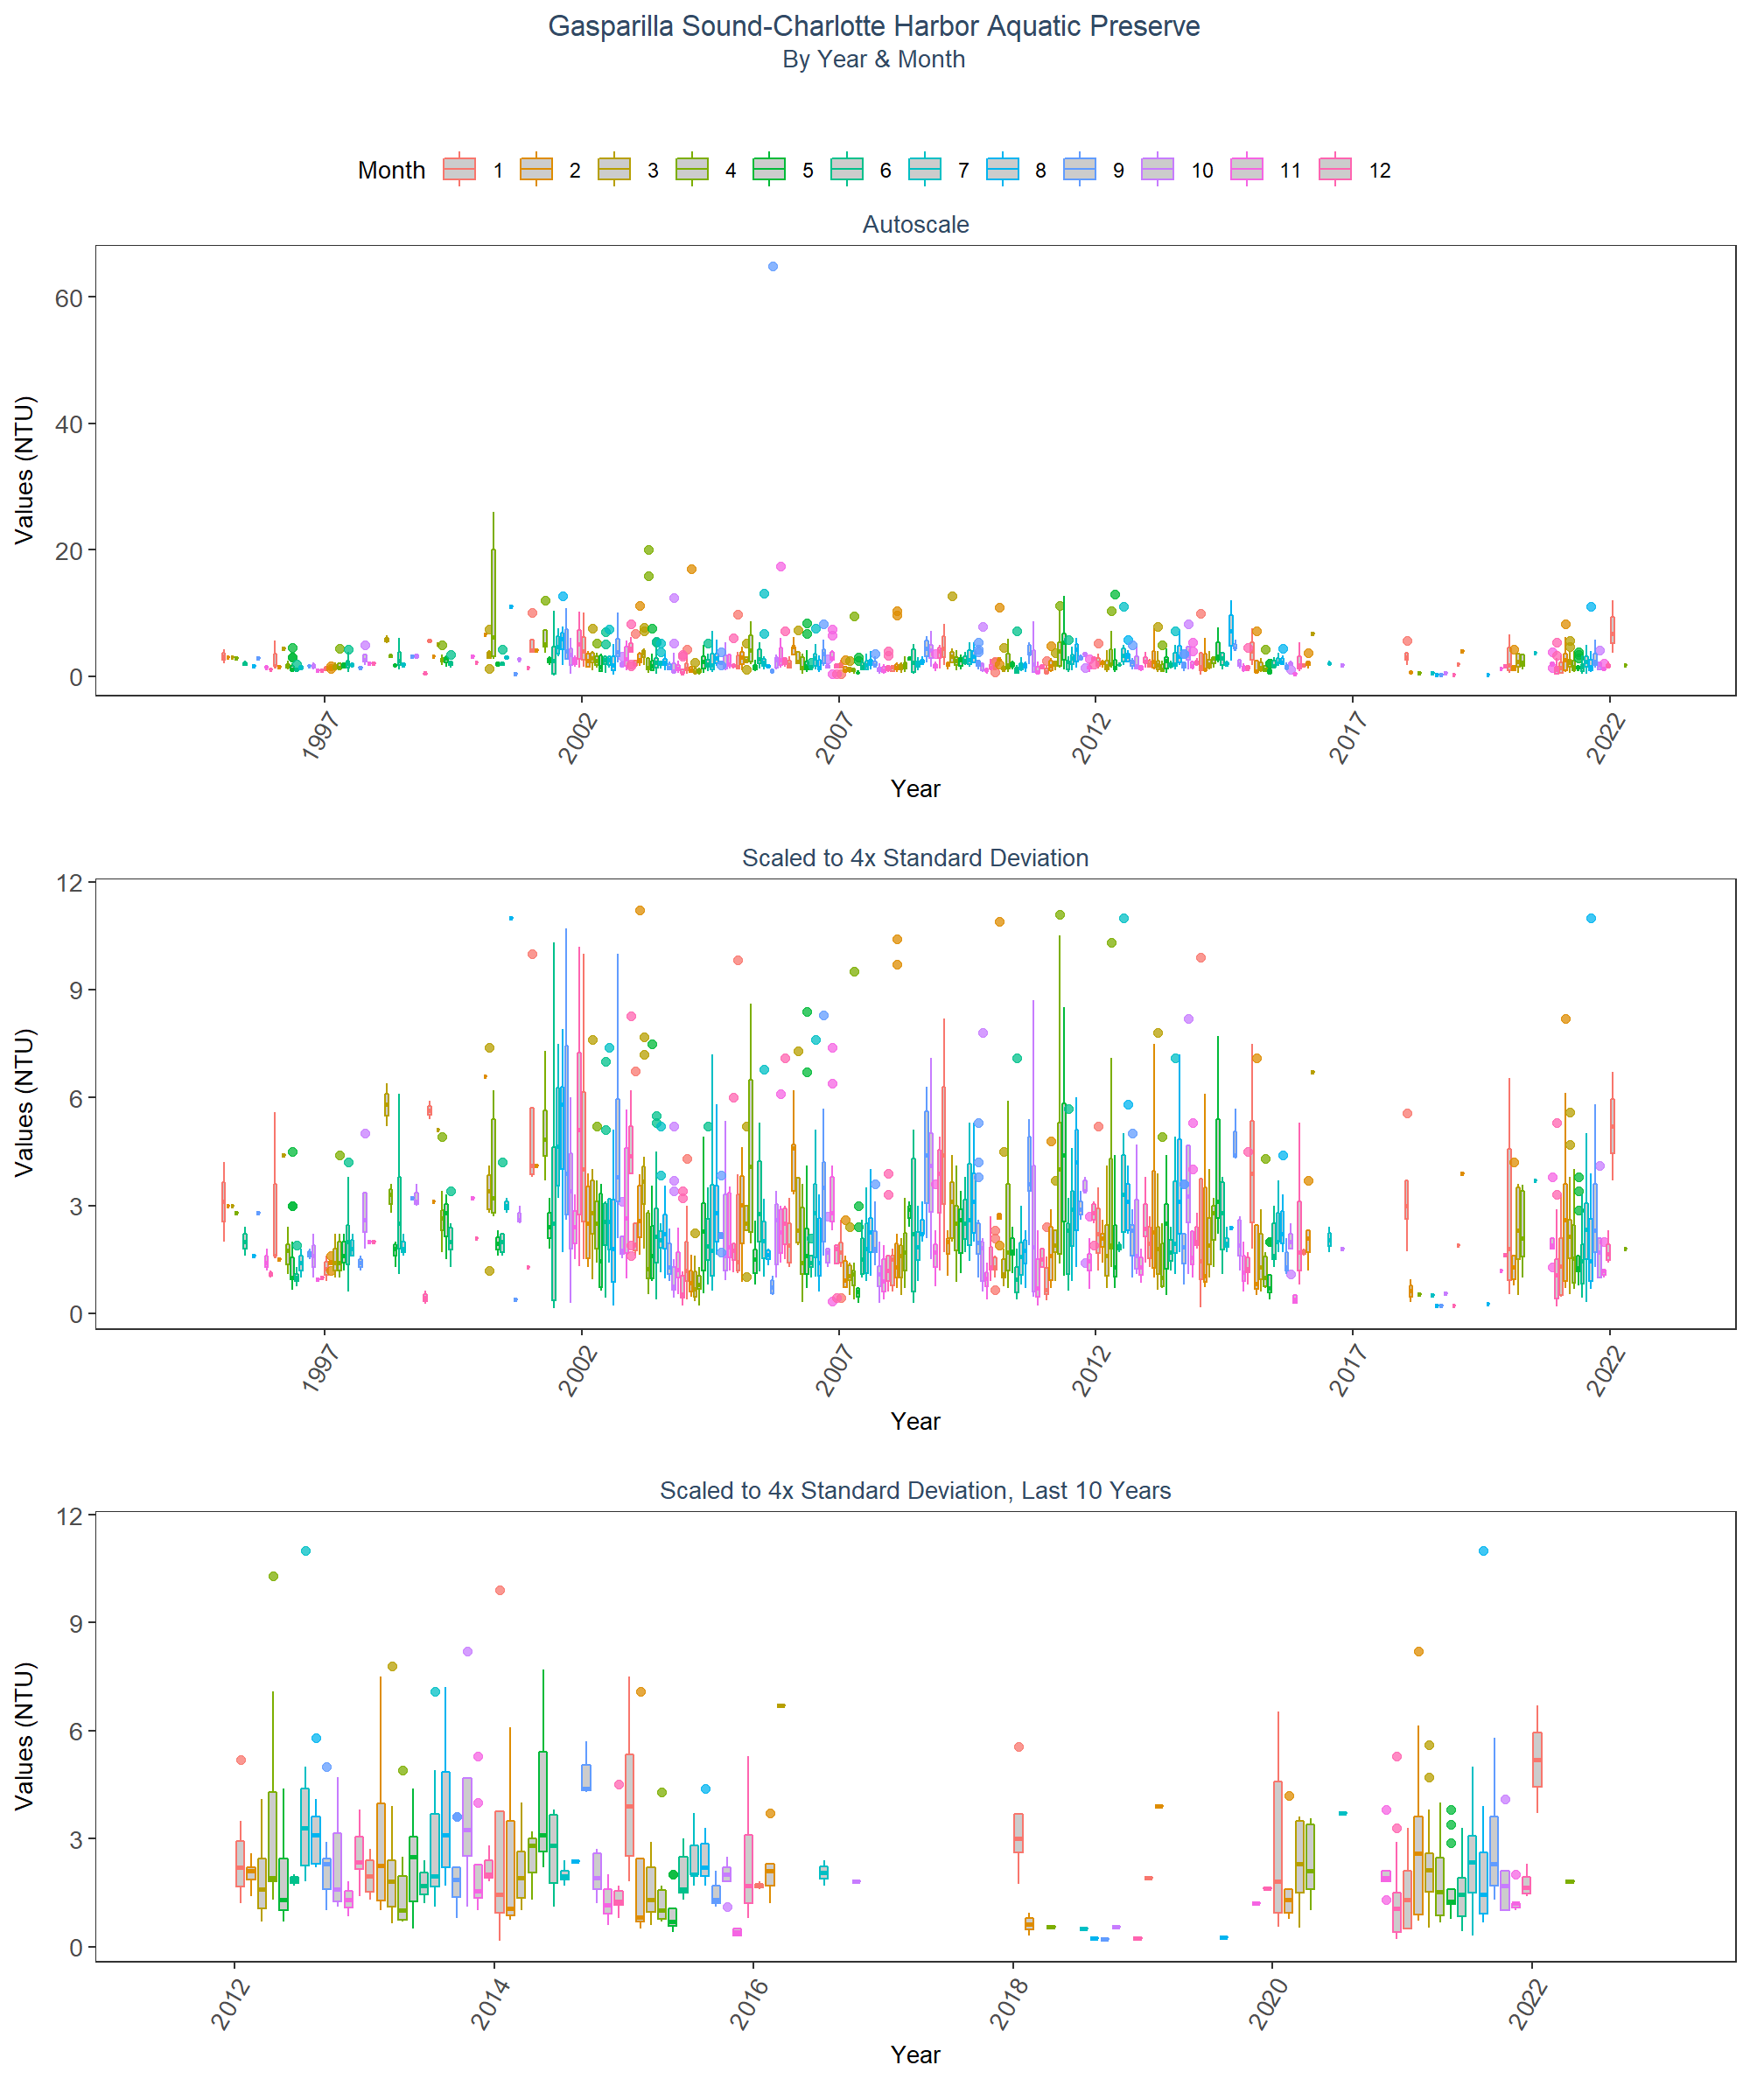 Gasparilla Sound-Charlotte Harbor Aquatic Preserve
By Year & Month
Month 1 2 3 4 5 6 7 8 9 10 11 12
Autoscale
Values (NTU)
60
40
20
0
1997 2002 2007 2012 2017 2022
Year
Scaled to 4x Standard Deviation
Values (NTU)
12
9
6
3
0
1997 2002 2007 2012 2017 2022
Year
Scaled to 4x Standard Deviation, Last 10 Years
Values (NTU)
12
9
6
3
0
2012 2014 2016 2018 2020 2022
Year